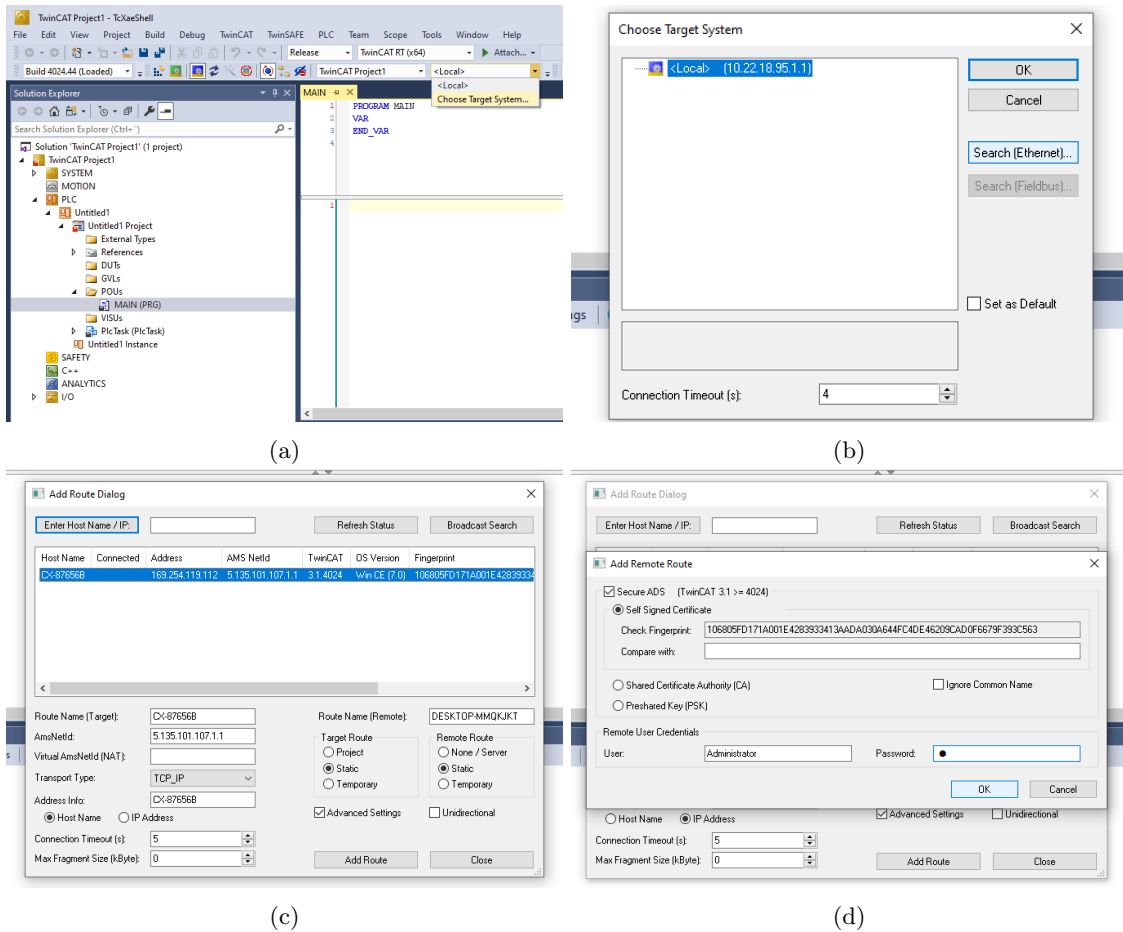 TwinCAT Project1 - TcXaeShell
File Edit View Project Build Debug TwinCAT TwinSAFE PLC Team Scope Tools Window Help
Release TwinCAT RT (x64) Attach...
Build 4024.44 (Loaded) TwinCAT Project1 <Local>
<Local>
Choose Target System...
Solution Explorer
Search Solution Explorer (Ctrl+¨)
Solution 'TwinCAT Project1' (1 project)
TwinCAT Project1
SYSTEM
MOTION
PLC
Untitled1
Untitled1 Project
External Types
References
DUTs
GVLs
POUs
MAIN (PRG)
VISUs
PlcTask (PlcTask)
Untitled1 Instance
SAFETY
C++
ANALYTICS
I/O
MAIN
1 PROGRAM MAIN
2 VAR
3 END_VAR
4
1
(a)
Choose Target System
<Local> (10.22.18.95.1.1)
OK
Cancel
Search (Ethernet)...
Search (Fieldbus)...
Set as Default
Connection Timeout (s): 4
ngs
(b)
Add Route Dialog
Enter Host Name / IP: Refresh Status Broadcast Search
Host Name Connected Address AMS NetId TwinCAT OS Version Fingerprint
CX-87656B 169.254.119.112 5.135.101.107.1.1 3.1.4024 Win CE (7.0) 106805FD171A001E42839334
Route Name (Target): CX-87656B Route Name (Remote): DESKTOP-MMQKJKT
AmsNetId: 5.135.101.107.1.1 Target Route Remote Route
Virtual AmsNetId (NAT): Project None / Server
Transport Type: TCP_IP Static Static
Temporary Temporary
Address Info: CX-87656B
Host Name IP Address Advanced Settings Unidirectional
Connection Timeout (s): 5
Max Fragment Size (kByte): 0 Add Route Close
s
(c)
Add Route Dialog
Enter Host Name / IP: Refresh Status Broadcast Search
Add Remote Route
Secure ADS (TwinCAT 3.1 >= 4024)
Self Signed Certificate
Check Fingerprint: 106805FD171A001E4283933413AADA030A644FC4DE46209CAD0F6679F393C563
Compare with:
Shared Certificate Authority (CA) Ignore Common Name
Preshared Key (PSK)
Remote User Credentials
User: Administrator Password: ●
OK Cancel
Host Name IP Address Advanced Settings Unidirectional
Connection Timeout (s): 5
Max Fragment Size (kByte): 0 Add Route Close
(d)